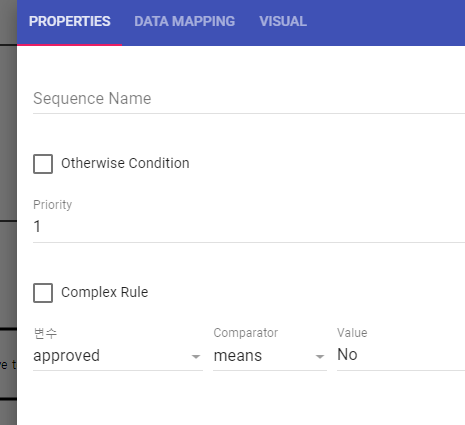 PROPERTIES DATA MAPPING VISUAL
Sequence Name
Otherwise Condition
Priority
1
Complex Rule
변수 Comparator Value
approved means No